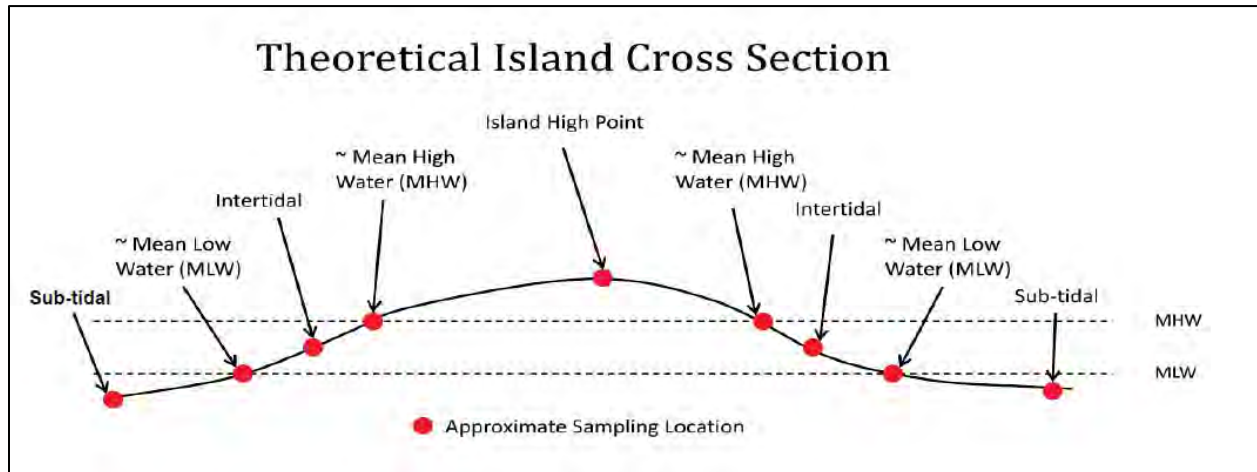 Theoretical Island Cross Section
Island High Point
~ Mean High
Water (MHW)
~ Mean High
Water (MHW)
Intertidal
Intertidal
~ Mean Low
Water (MLW)
~ Mean Low
Water (MLW)
Sub-tidal
Sub-tidal
MHW
MLW
Approximate Sampling Location